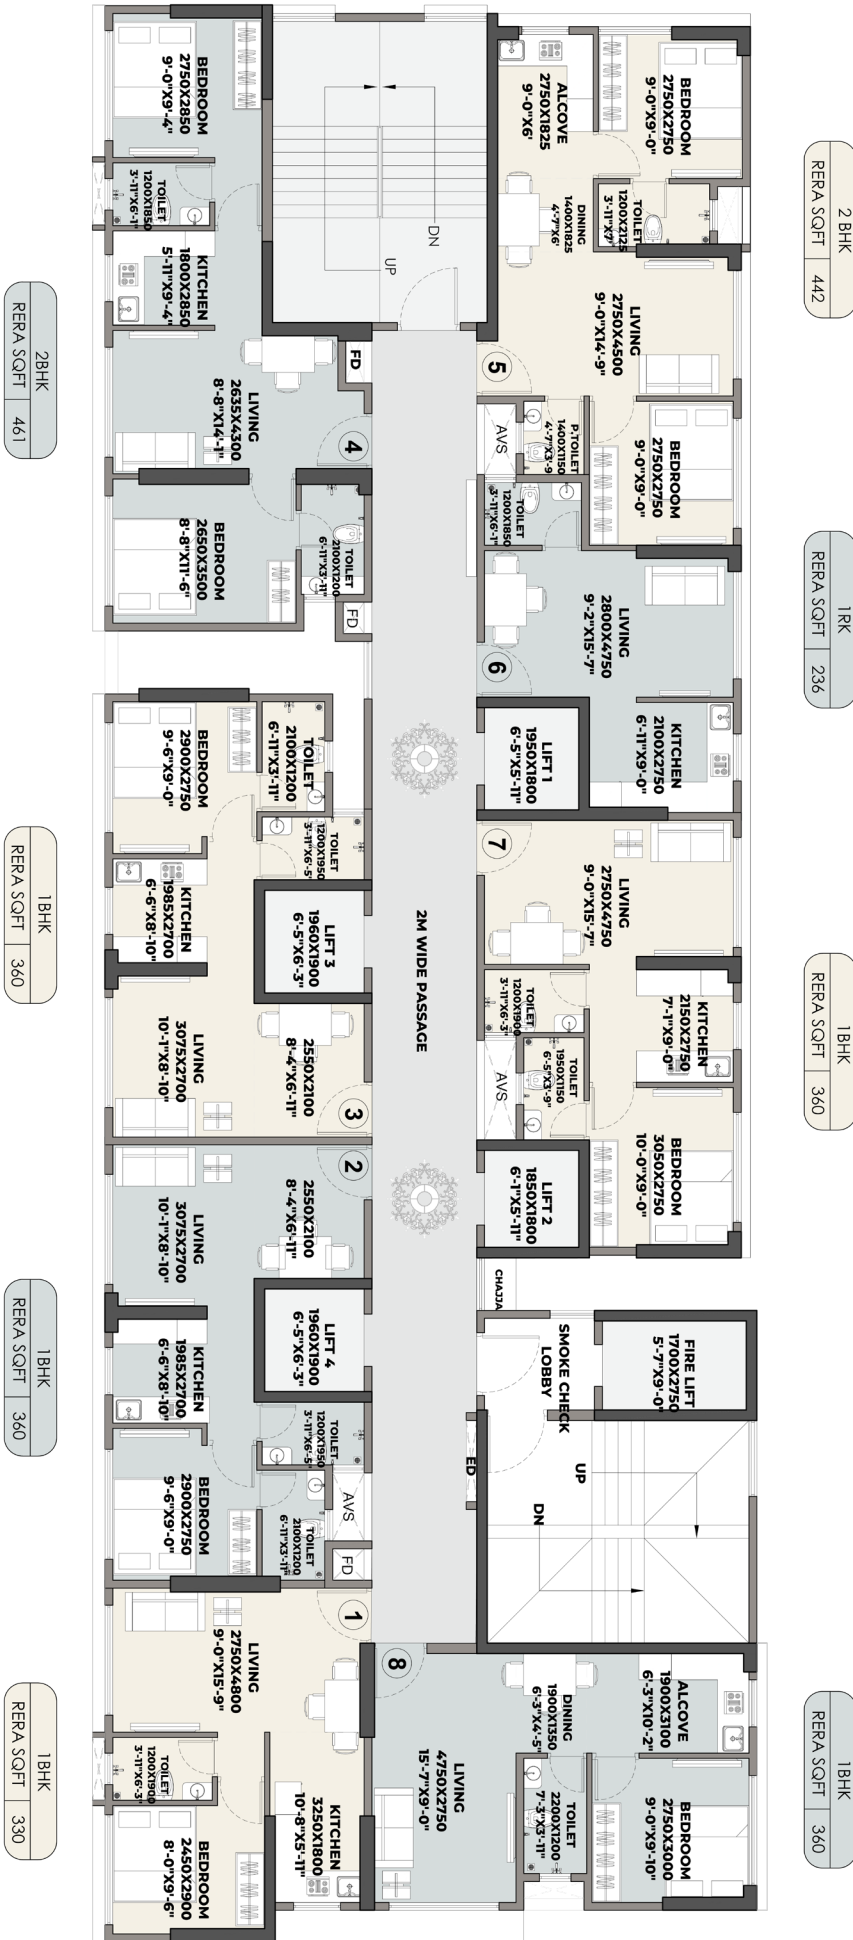 2 BHK
RERA SQFT 442
1RK
RERA SQFT 236
1BHK
RERA SQFT 360
1BHK
RERA SQFT 360
BEDROOM
2750X2750
9'-0"X9'-0"
ALCOVE
2750X1825
9'-0"X6'
TOILET
1200X2125
3'-11"X7'
DINING
1400X1825
4'-7"X6'
LIVING
2750X4500
9'-0"X14'-9"
5
BEDROOM
2750X2750
9'-0"X9'-0"
P.TOILET
1400X1150
4'-7"X3'-9"
AVS
TOILET
1200X1850
3'-11"X6'-1"
LIVING
2800X4750
9'-2"X15'-7"
6
KITCHEN
2100X2750
6'-11"X9'-0"
LIFT 1
1950X1800
6'-5"X5'-11"
7
LIVING
2750X4750
9'-0"X15'-7"
KITCHEN
2150X2750
7'-1"X9'-0"
TOILET
1200X1900
3'-11"X6'-3"
TOILET
1950X1150
6'-5"X3'-9"
AVS
BEDROOM
3050X2750
10'-0"X9'-0"
LIFT 2
1850X1800
6'-1"X5'-11"
CHAJJA
SMOKE CHECK
LOBBY
FIRE LIFT
1700X2750
5'-7"X9'-0"
ED
UP
DN
8
ALCOVE
1900X3100
6'-3"X10'-2"
DINING
1900X1350
6'-3"X4'-5"
LIVING
4750X2750
15'-7"X9'-0"
TOILET
2200X1200
7'-3"X3'-11"
BEDROOM
2750X3000
9'-0"X9'-10"
DN
UP
2M WIDE PASSAGE
BEDROOM
2750X2850
9'-0"X9'-4"
TOILET
1200X1850
3'-11"X6'-1"
KITCHEN
1800X2850
5'-11"X9'-4"
FD
LIVING
2635X4300
8'-8"X14'-1"
4
BEDROOM
2650X3500
8'-8"X11'-6"
TOILET
2100X1200
6'-11"X3'-11"
FD
BEDROOM
2900X2750
9'-6"X9'-0"
TOILET
2100X1200
6'-11"X3'-11"
TOILET
1200X1950
3'-11"X6'-5"
KITCHEN
1985X2700
6'-6"X8'-10"
LIFT 3
1960X1900
6'-5"X6'-3"
LIVING
3075X2700
10'-1"X8'-10"
2550X2100
8'-4"X6'-11"
3
2
2550X2100
8'-4"X6'-11"
LIVING
3075X2700
10'-1"X8'-10"
LIFT 4
1960X1900
6'-5"X6'-3"
KITCHEN
1985X2700
6'-6"X8'-10"
TOILET
1200X1950
3'-11"X6'-5"
BEDROOM
2900X2750
9'-6"X9'-0"
TOILET
2100X1200
6'-11"X3'-11"
AVS
FD
1
LIVING
2750X4800
9'-0"X15'-9"
TOILET
1200X1900
3'-11"X6'-3"
KITCHEN
3250X1800
10'-8"X5'-11"
BEDROOM
2450X2900
8'-0"X9'-6"
2BHK
RERA SQFT 461
1BHK
RERA SQFT 360
1BHK
RERA SQFT 360
1BHK
RERA SQFT 330